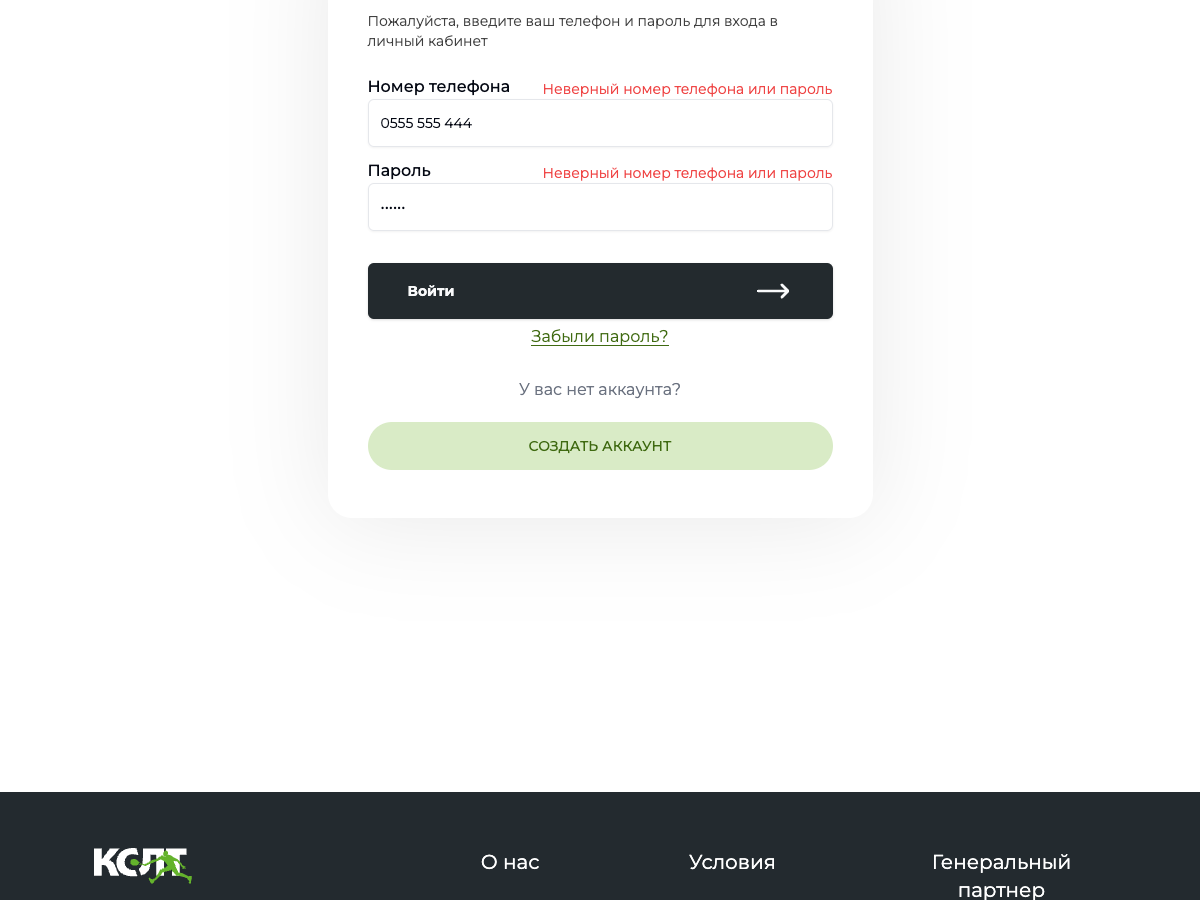 Пожалуйста, введите ваш телефон и пароль для входа в
личный кабинет
Номер телефона
Неверный номер телефона или пароль
0555 555 444
Пароль
Неверный номер телефона или пароль
••••••
Войти
Забыли пароль?
У вас нет аккаунта?
СОЗДАТЬ АККАУНТ
КСЛТ
О нас
Условия
Генеральный
партнер